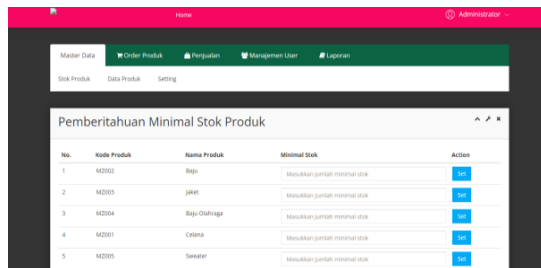 Home Administrator
Master Data Order Produk Penjualan Manajemen User Laporan
Stok Produk Data Produk Setting
Pemberitahuan Minimal Stok Produk
No. Kode Produk Nama Produk Minimal Stok Action
1 MZ002 Baju Masukkan jumlah minimal stok Set
2 MZ003 Jaket Masukkan jumlah minimal stok Set
3 MZ004 Baju Olahraga Masukkan jumlah minimal stok Set
4 MZ001 Celana Masukkan jumlah minimal stok Set
5 MZ005 Sweater Masukkan jumlah minimal stok Set